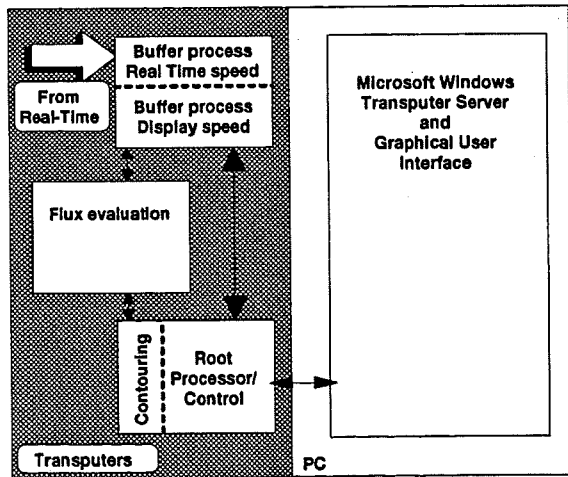 Buffer process
Real Time speed
From
Real-Time
Buffer process
Display speed
Flux evaluation
Contouring
Root
Processor/
Control
Transputers
Microsoft Windows
Transputer Server
and
Graphical User
Interface
PC